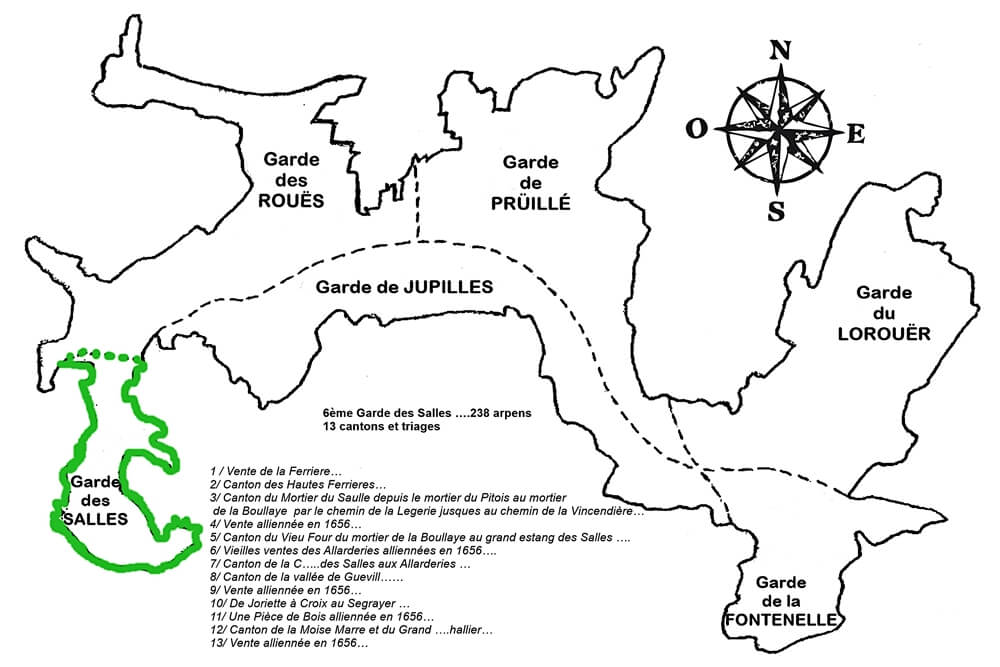 N
O
E
S
Garde
des
ROUËS
Garde
de
PRÜILLÉ
Garde de JUPILLES
Garde
du
LOROUËR
6ème Garde des Salles ….238 arpens
13 cantons et triages
Garde
des
SALLES
1 / Vente de la Ferriere…
2/ Canton des Hautes Ferrieres…
3/ Canton du Mortier du Saulle depuis le mortier du Pitois au mortier
de la Boullaye par le chemin de la Legerie jusques au chemin de la Vincendière…
4/ Vente alliennée en 1656…
5/ Canton du Vieu Four du mortier de la Boullaye au grand estang des Salles ….
6/ Vieilles ventes des Allarderies alliennées en 1656….
7/ Canton de la C…..des Salles aux Allarderies …
8/ Canton de la vallée de Guevill……
9/ Vente alliennée en 1656…
10/ De Joriette à Croix au Segrayer …
11/ Une Pièce de Bois alliennée en 1656…
12/ Canton de la Moise Marre et du Grand ….hallier…
13/ Vente alliennée en 1656…
Garde
de la
FONTENELLE